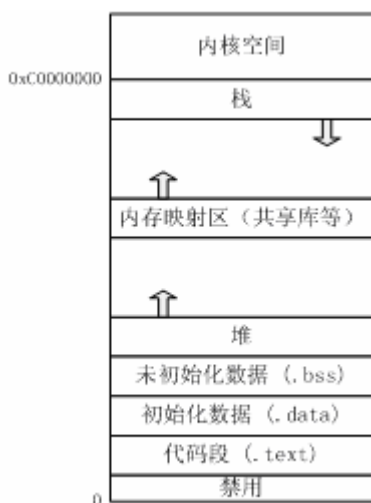 内核空间
0xC0000000
栈
内存映射区（共享库等）
堆
未初始化数据 (.bss)
初始化数据 (.data)
代码段 (.text)
禁用
0